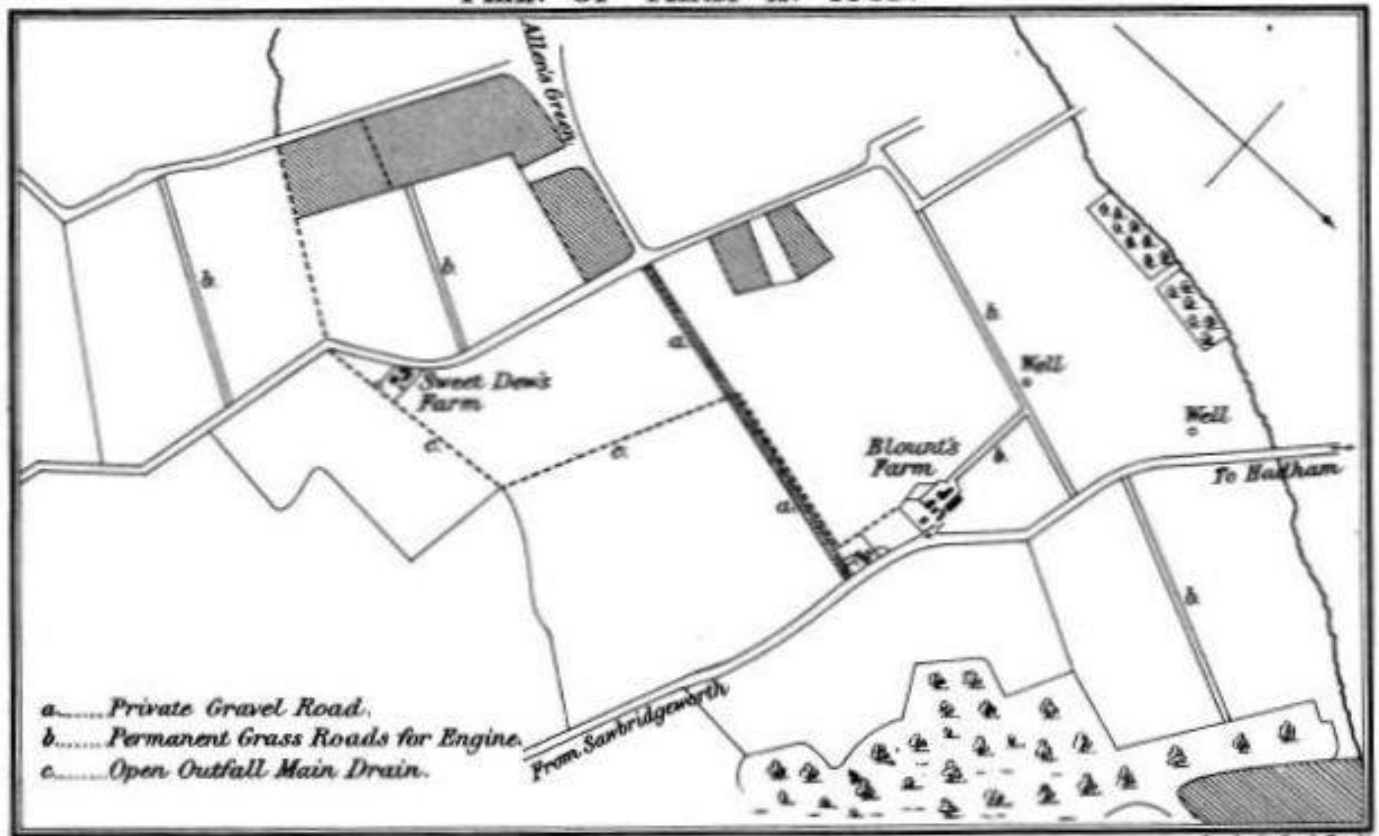 Allen's Green
b.
b.
a.
b.
Well
Well
Sweet Dew's
Farm
c.
c.
Blount's
Farm
b.
To Hadham
a.
b.
From Sawbridgeworth
a......Private Gravel Road.
b......Permanent Grass Roads for Engine.
c......Open Outfall Main Drain.